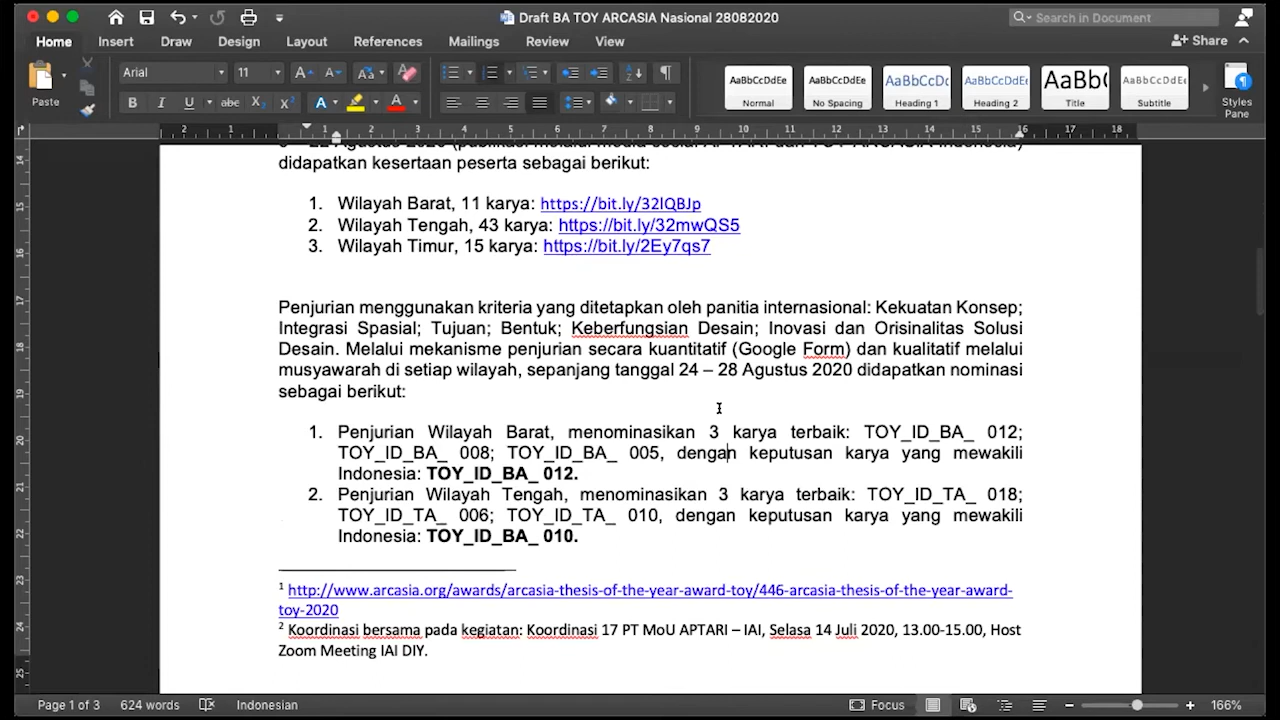 Draft BA TOY ARCASIA Nasional 28082020
Search in Document
Home Insert Draw Design Layout References Mailings Review View
Share
Paste
Arial 11
AaBbCcDdEe AaBbCcDdEe AaBbCcDc AaBbCcDdEe AaBb( AaBbCcDdEe
Normal No Spacing Heading 1 Heading 2 Title Subtitle
Styles Pane
didapatkan kesertaan peserta sebagai berikut:
1. Wilayah Barat, 11 karya: https://bit.ly/32lQBJp
2. Wilayah Tengah, 43 karya: https://bit.ly/32mwQS5
3. Wilayah Timur, 15 karya: https://bit.ly/2Ey7qs7
Penjurian menggunakan kriteria yang ditetapkan oleh panitia internasional: Kekuatan Konsep;
Integrasi Spasial; Tujuan; Bentuk; Keberfungsian Desain; Inovasi dan Orisinalitas Solusi
Desain. Melalui mekanisme penjurian secara kuantitatif (Google Form) dan kualitatif melalui
musyawarah di setiap wilayah, sepanjang tanggal 24 – 28 Agustus 2020 didapatkan nominasi
sebagai berikut:
1. Penjurian Wilayah Barat, menominasikan 3 karya terbaik: TOY_ID_BA_ 012;
TOY_ID_BA_ 008; TOY_ID_BA_ 005, dengan keputusan karya yang mewakili
Indonesia: TOY_ID_BA_ 012.
2. Penjurian Wilayah Tengah, menominasikan 3 karya terbaik: TOY_ID_TA_ 018;
TOY_ID_TA_ 006; TOY_ID_TA_ 010, dengan keputusan karya yang mewakili
Indonesia: TOY_ID_BA_ 010.
1 http://www.arcasia.org/awards/arcasia-thesis-of-the-year-award-toy/446-arcasia-thesis-of-the-year-award-
toy-2020
2 Koordinasi bersama pada kegiatan: Koordinasi 17 PT MoU APTARI – IAI, Selasa 14 Juli 2020, 13.00-15.00, Host
Zoom Meeting IAI DIY.
Page 1 of 3 624 words Indonesian Focus 166%